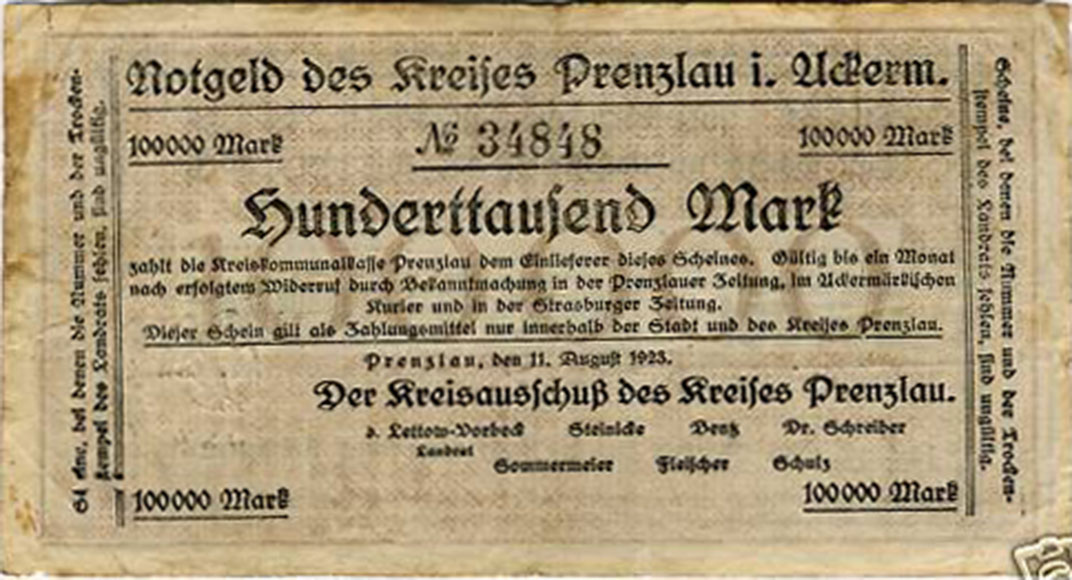 Notgeld des Kreises Prenzlau i. Uckerm.
100000 Mark
№ 34848
100000 Mark
Hunderttausend Mark
zahlt die Kreiskommunalkasse Prenzlau dem Einlieferer dieses Scheines. Gültig bis ein Monat
nach erfolgtem Widerruf durch Bekanntmachung in der Prenzlauer Zeitung, im Uckermärkischen
Kurier und in der Strasburger Zeitung.
Dieser Schein gilt als Zahlungsmittel nur innerhalb der Stadt und des Kreises Prenzlau.
Prenzlau, den 11. August 1923.
Der Kreisausschuß des Kreises Prenzlau.
v. Lettow-Vorbeck Steinicke Bentz Dr. Schreiber
Landrat
Sommermeier Fleischer Schulz
100000 Mark
100000 Mark
Scheine, bei denen die Nummer und der Trocken-
stempel des Landrats fehlen, sind ungültig.
Scheine, bei denen die Nummer und der Trocken-
stempel des Landrats fehlen, sind ungültig.